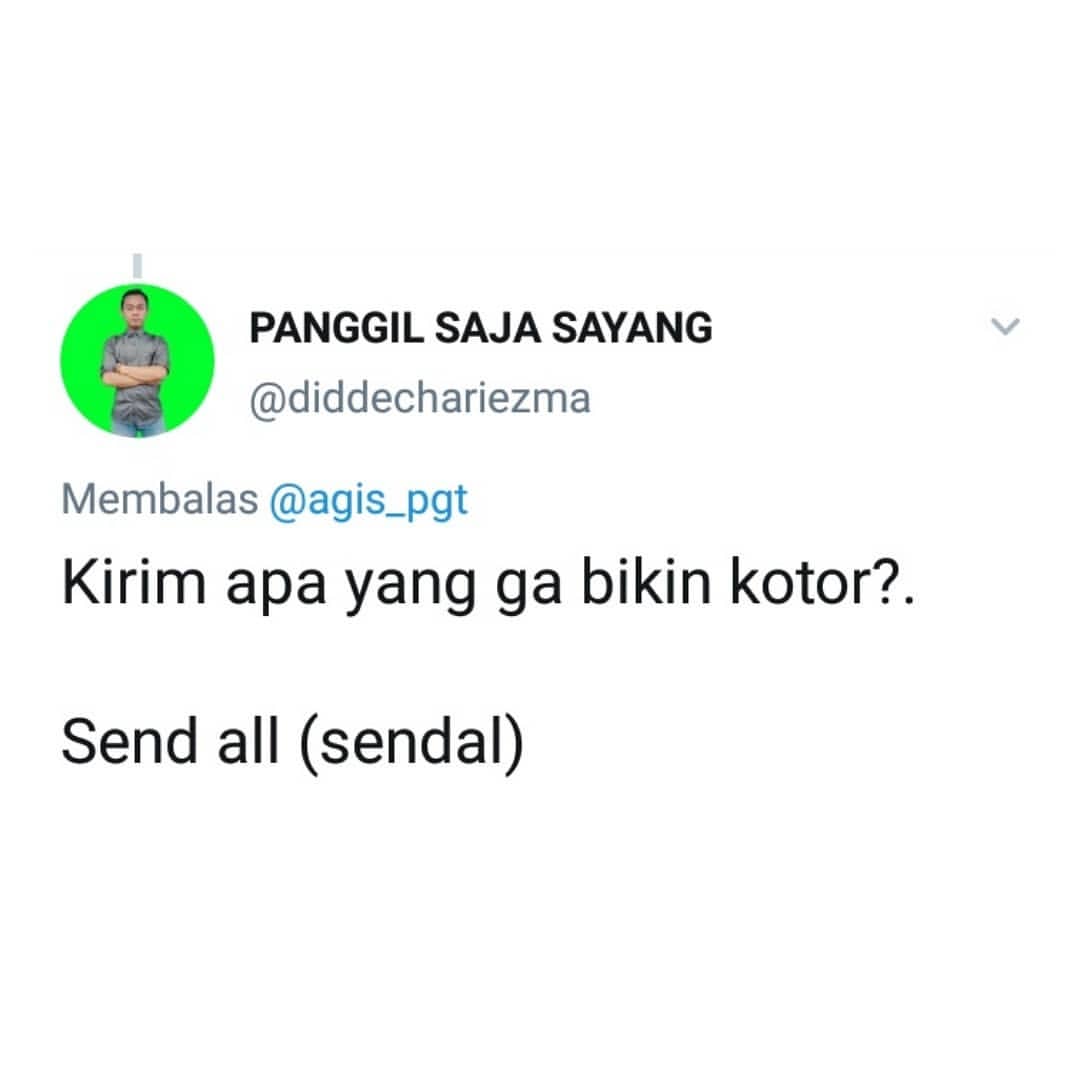 PANGGIL SAJA SAYANG
@diddechariezma
Membalas @agis_pgt
Kirim apa yang ga bikin kotor?.
Send all (sendal)